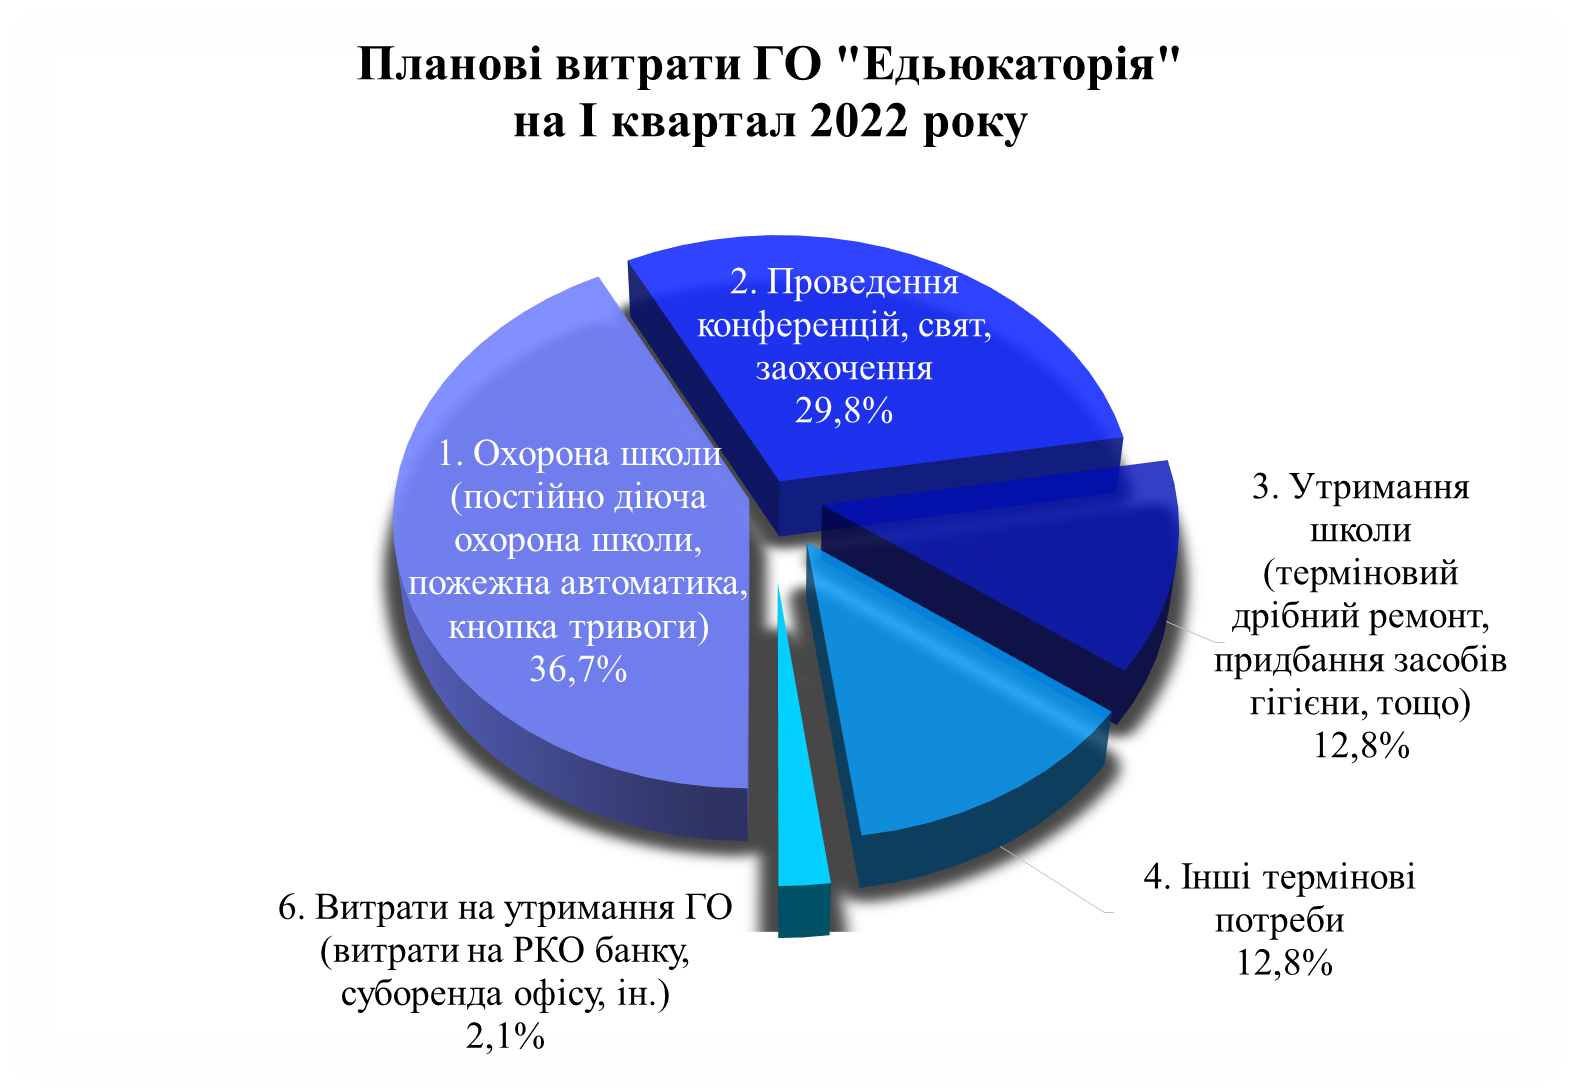 Планові витрати ГО "Едьюкаторія"
на І квартал 2022 року
2. Проведення
конференцій, свят,
заохочення
29,8%
1. Охорона школи
(постійно діюча
охорона школи,
пожежна автоматика,
кнопка тривоги)
36,7%
3. Утримання
школи
(терміновий
дрібний ремонт,
придбання засобів
гігієни, тощо)
12,8%
4. Інші термінові
потреби
12,8%
6. Витрати на утримання ГО
(витрати на РКО банку,
суборенда офісу, ін.)
2,1%